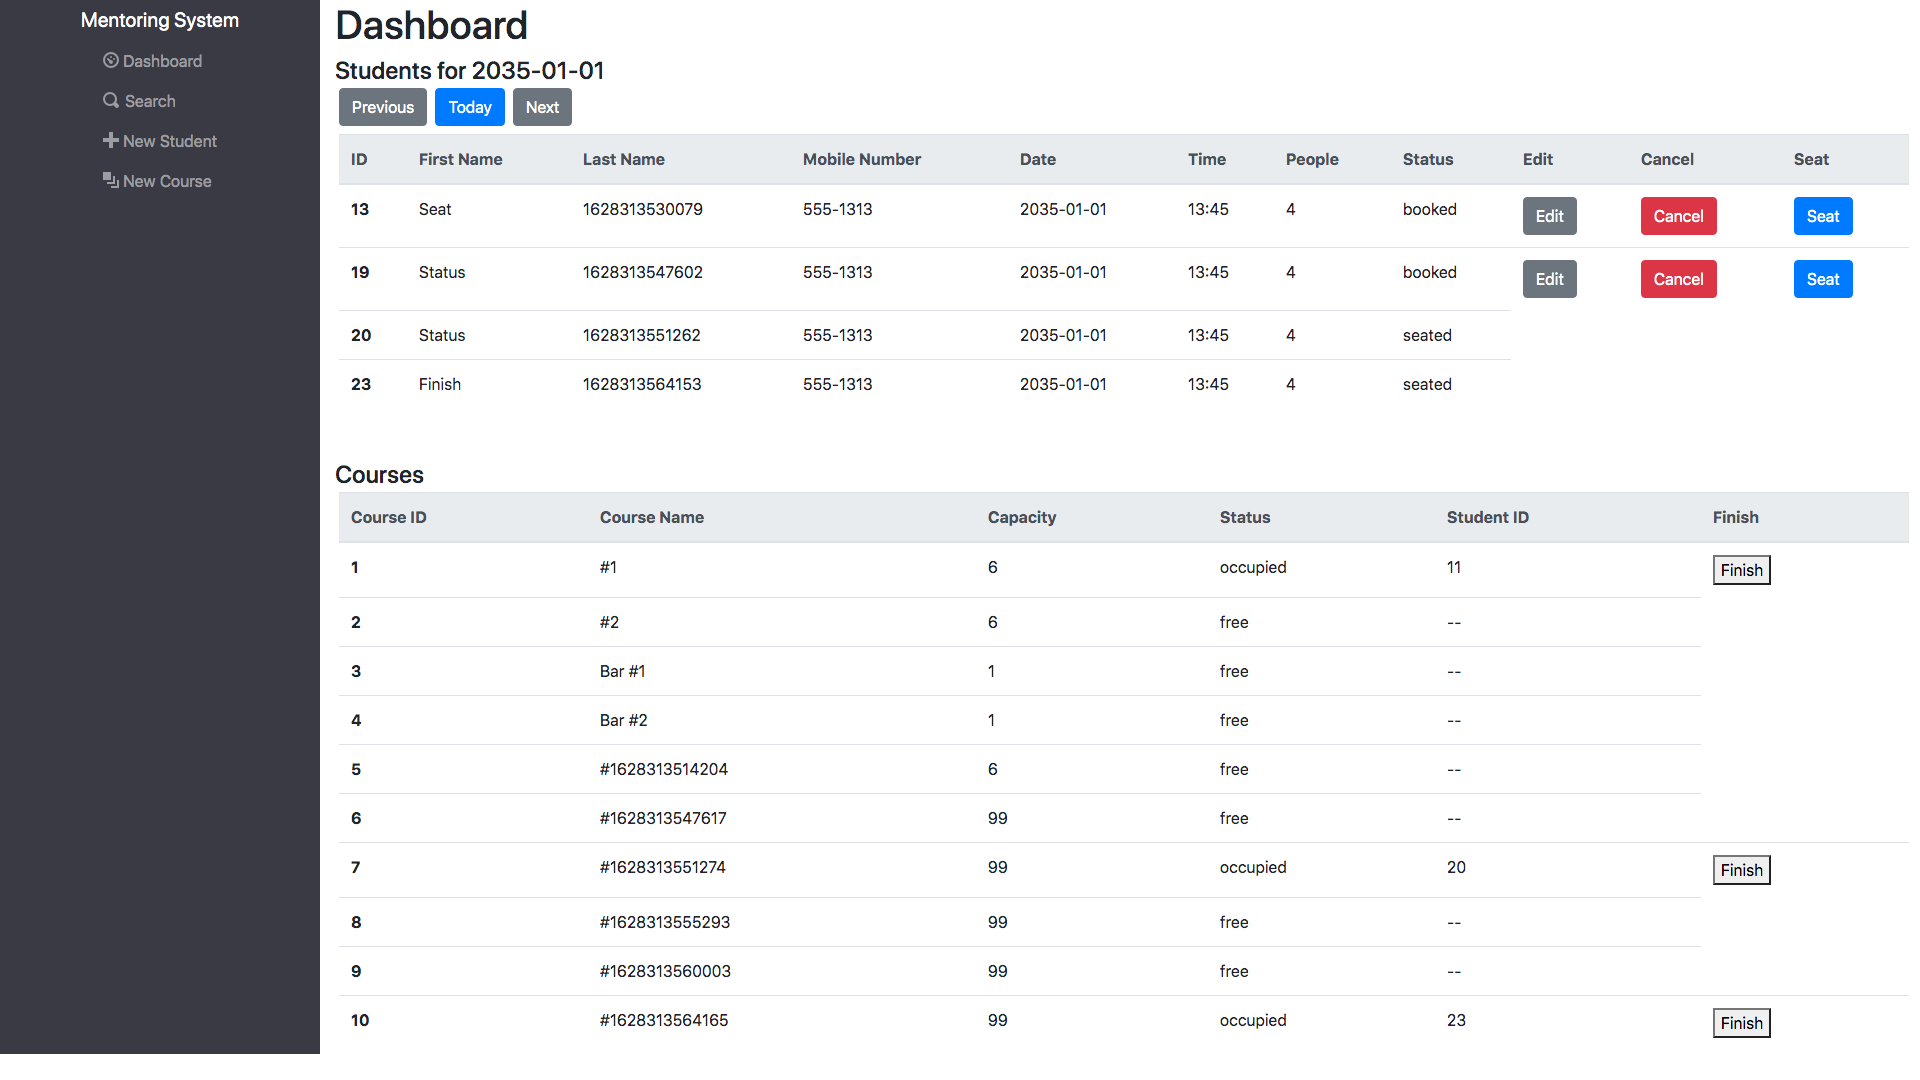 Mentoring System
Dashboard
Search
New Student
New Course
Dashboard
Students for 2035-01-01
Previous Today Next
ID First Name Last Name Mobile Number Date Time People Status Edit Cancel Seat
13 Seat 1628313530079 555-1313 2035-01-01 13:45 4 booked Edit Cancel Seat
19 Status 1628313547602 555-1313 2035-01-01 13:45 4 booked Edit Cancel Seat
20 Status 1628313551262 555-1313 2035-01-01 13:45 4 seated
23 Finish 1628313564153 555-1313 2035-01-01 13:45 4 seated
Courses
Course ID Course Name Capacity Status Student ID Finish
1 #1 6 occupied 11 Finish
2 #2 6 free --
3 Bar #1 1 free --
4 Bar #2 1 free --
5 #1628313514204 6 free --
6 #1628313547617 99 free --
7 #1628313551274 99 occupied 20 Finish
8 #1628313555293 99 free --
9 #1628313560003 99 free --
10 #1628313564165 99 occupied 23 Finish